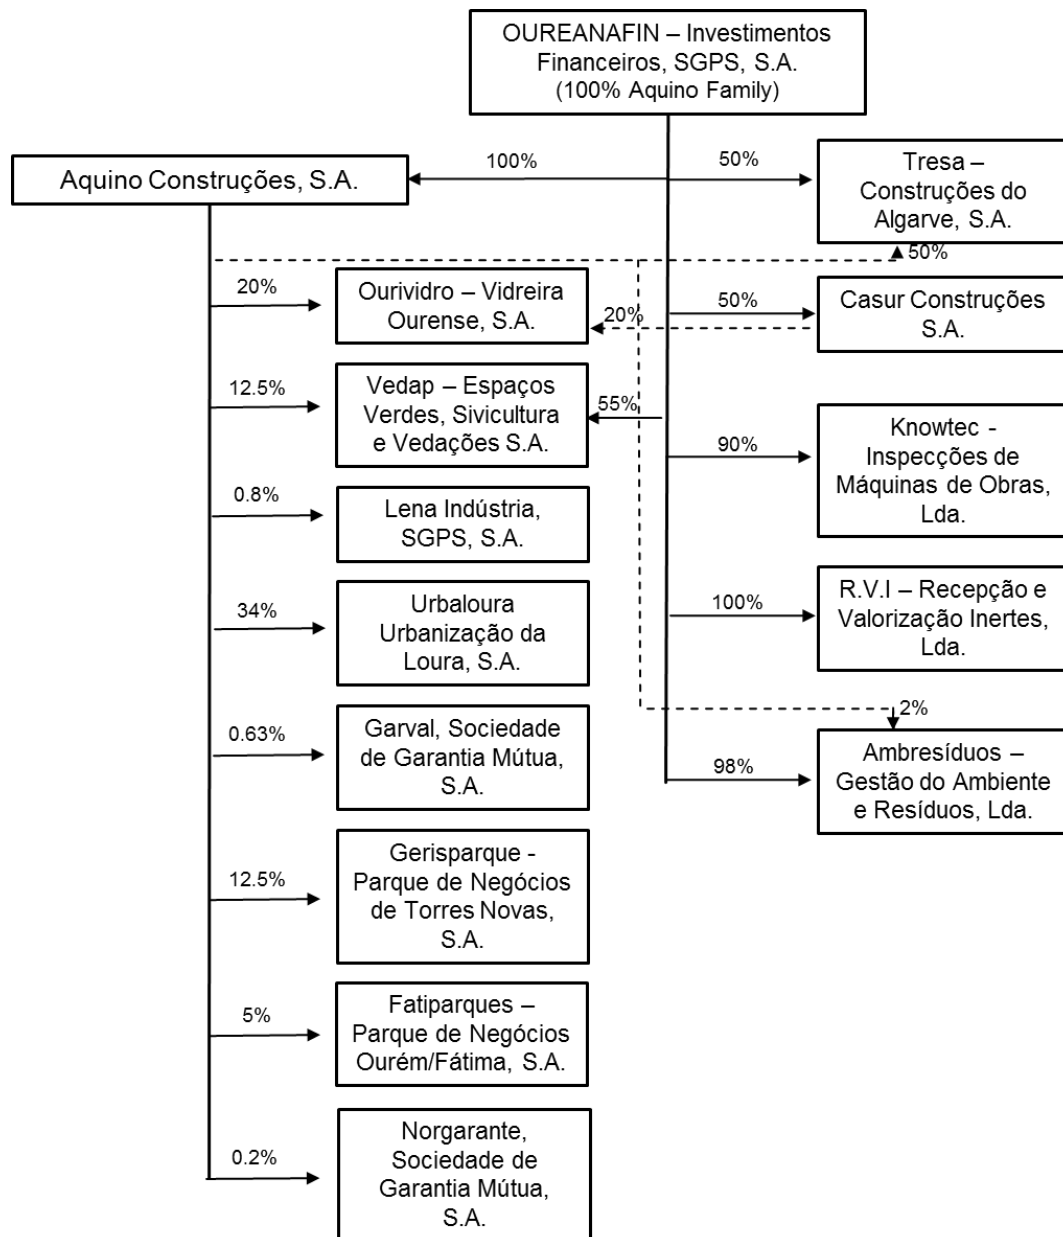 OUREANAFIN – Investimentos
Financeiros, SGPS, S.A.
(100% Aquino Family)
Aquino Construções, S.A.
100%
50%
Tresa –
Construções do
Algarve, S.A.
50%
20%
Ourividro – Vidreira
Ourense, S.A.
20%
50%
Casur Construções
S.A.
12.5%
Vedap – Espaços
Verdes, Sivicultura
e Vedações S.A.
55%
90%
Knowtec -
Inspecções de
Máquinas de Obras,
Lda.
0.8%
Lena Indústria,
SGPS, S.A.
34%
Urbaloura
Urbanização da
Loura, S.A.
100%
R.V.I – Recepção e
Valorização Inertes,
Lda.
0.63%
Garval, Sociedade
de Garantia Mútua,
S.A.
2%
98%
Ambresíduos –
Gestão do Ambiente
e Resíduos, Lda.
12.5%
Gerisparque -
Parque de Negócios
de Torres Novas,
S.A.
5%
Fatiparques –
Parque de Negócios
Ourém/Fátima, S.A.
0.2%
Norgarante,
Sociedade de
Garantia Mútua,
S.A.